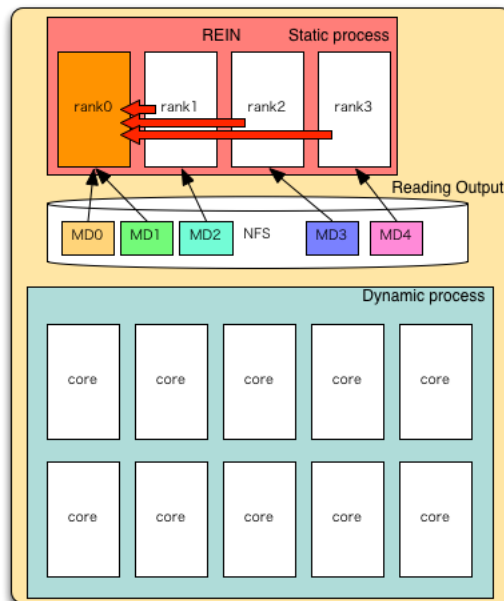 REIN Static process
rank0 rank1 rank2 rank3
Reading Output
MD0 MD1 MD2 NFS MD3 MD4
Dynamic process
core core core core core
core core core core core